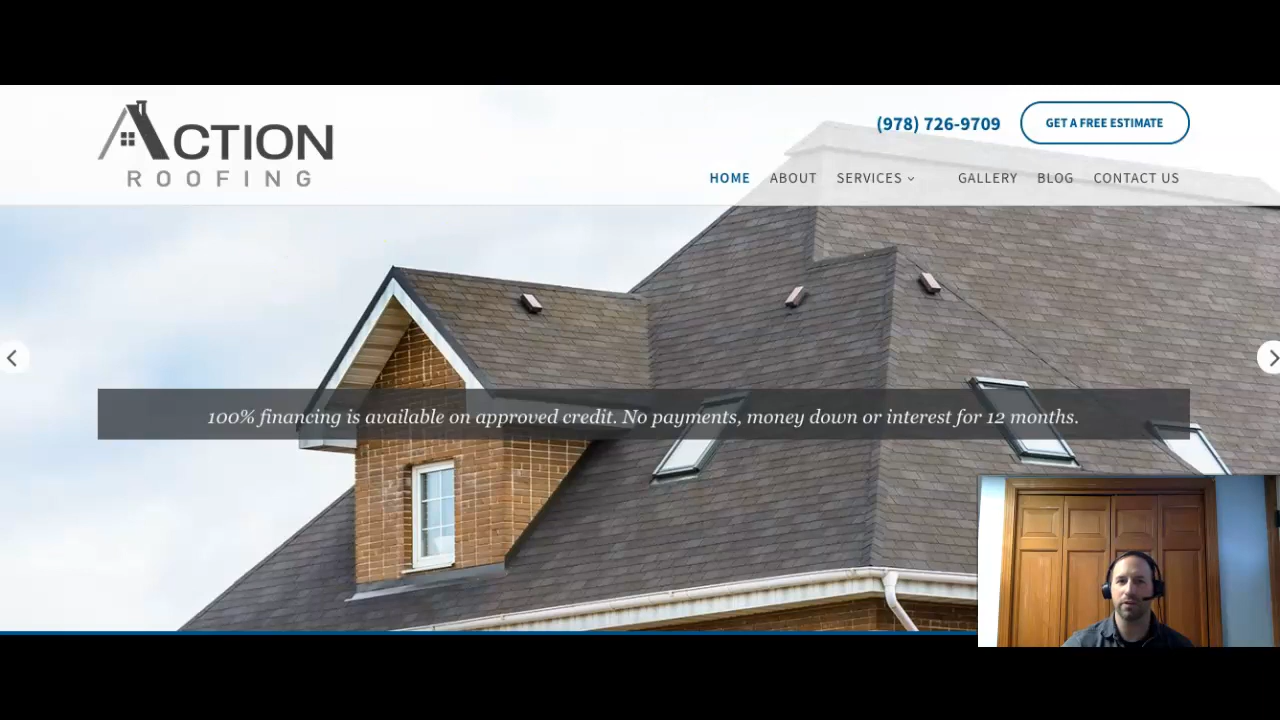 ACTION
ROOFING
(978) 726-9709
GET A FREE ESTIMATE
HOME ABOUT SERVICES GALLERY BLOG CONTACT US
100% financing is available on approved credit. No payments, money down or interest for 12 months.